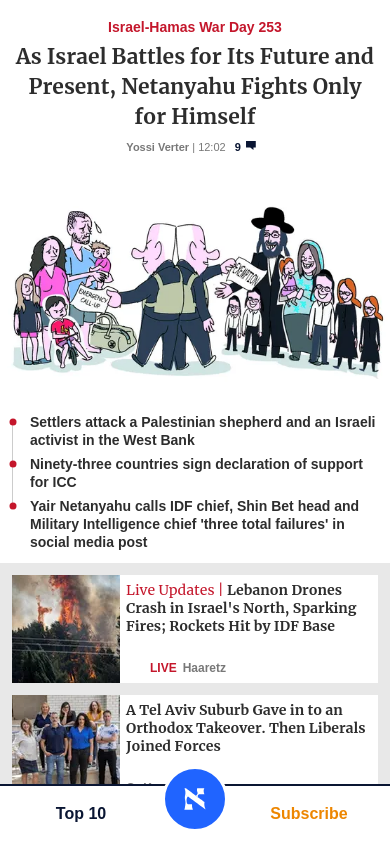 Israel-Hamas War Day 253
As Israel Battles for Its Future and
Present, Netanyahu Fights Only
for Himself
Yossi Verter | 12:02 9
EMERGENCY
CALL-UP
EXEMPTION
Settlers attack a Palestinian shepherd and an Israeli
activist in the West Bank
Ninety-three countries sign declaration of support
for ICC
Yair Netanyahu calls IDF chief, Shin Bet head and
Military Intelligence chief 'three total failures' in
social media post
Live Updates | Lebanon Drones
Crash in Israel's North, Sparking
Fires; Rockets Hit by IDF Base
LIVE Haaretz
A Tel Aviv Suburb Gave in to an
Orthodox Takeover. Then Liberals
Joined Forces
Top 10
Subscribe